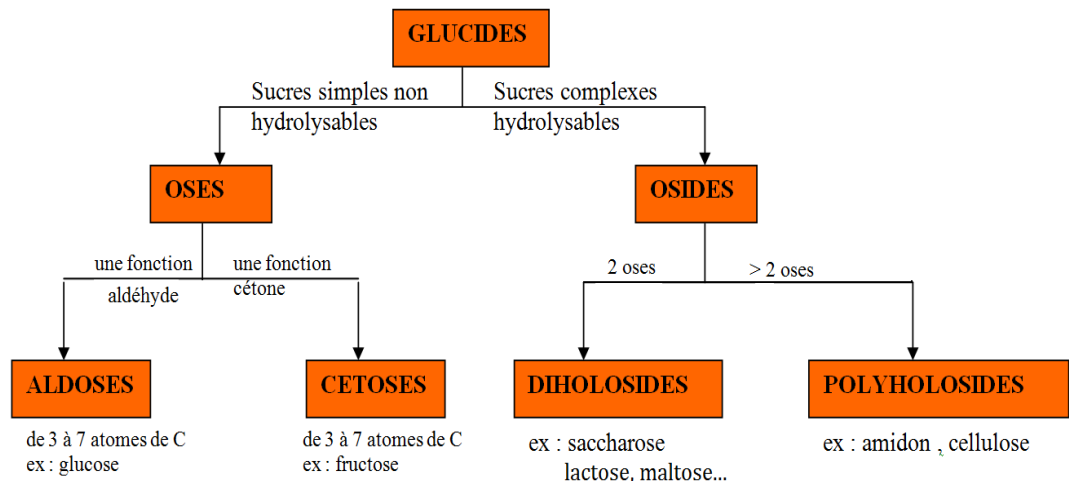 GLUCIDES
Sucres simples non
hydrolysables
Sucres complexes
hydrolysables
OSES
OSIDES
une fonction
aldéhyde
une fonction
cétone
2 oses
> 2 oses
ALDOSES
CETOSES
DIHOLOSIDES
POLYHOLOSIDES
de 3 à 7 atomes de C
ex : glucose
de 3 à 7 atomes de C
ex : fructose
ex : saccharose
lactose, maltose...
ex : amidon , cellulose